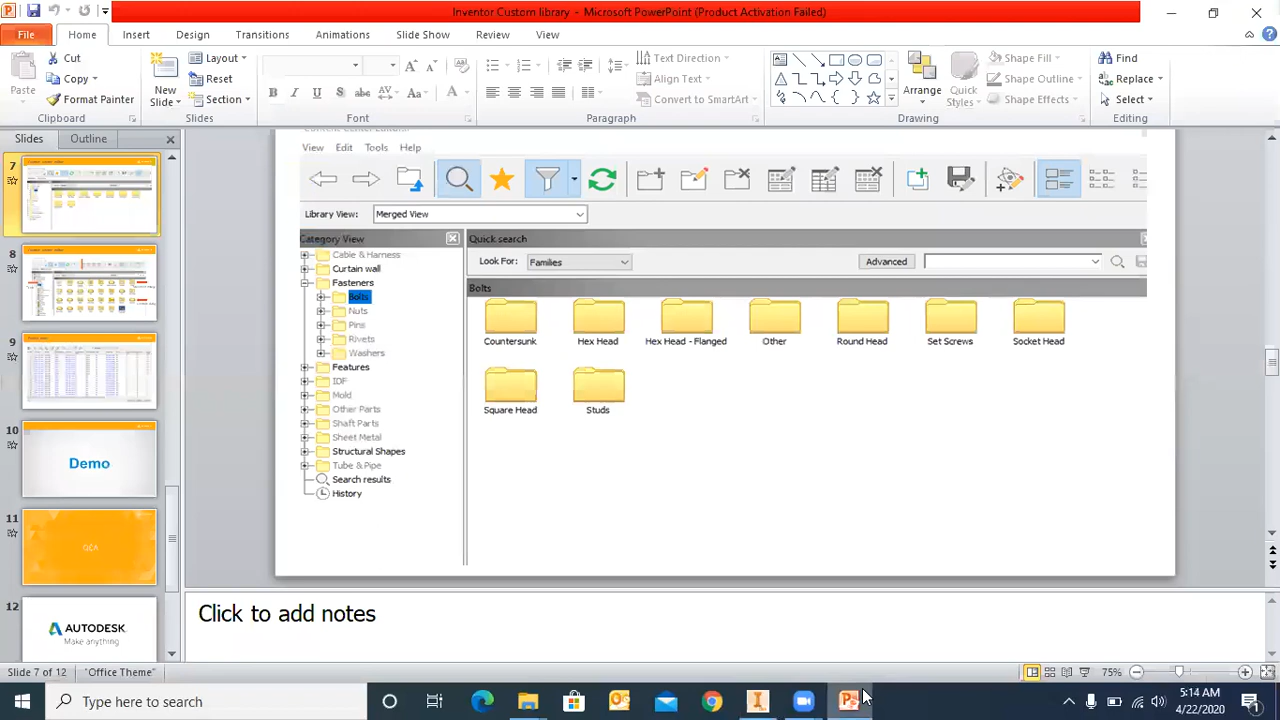 Inventor Custom library - Microsoft PowerPoint (Product Activation Failed)
File Home Insert Design Transitions Animations Slide Show Review View
Paste
Cut
Copy
Format Painter
Clipboard
New Slide
Layout
Reset
Section
Slides
Font
Text Direction
Align Text
Convert to SmartArt
Paragraph
Arrange
Quick Styles
Shape Fill
Shape Outline
Shape Effects
Drawing
Find
Replace
Select
Editing
Slides Outline
7
8
9
10
Demo
11
Q&A
12
AUTODESK.
Make anything
View Edit Tools Help
Library View: Merged View
Category View
Cable & Harness
Curtain wall
Fasteners
Bolts
Nuts
Pins
Rivets
Washers
Features
IDF
Mold
Other Parts
Shaft Parts
Sheet Metal
Structural Shapes
Tube & Pipe
Search results
History
Quick search
Look For: Families Advanced
Bolts
Countersunk Hex Head Hex Head - Flanged Other Round Head Set Screws Socket Head
Square Head Studs
Click to add notes
Slide 7 of 12 "Office Theme" 75%
Type here to search
5:14 AM
4/22/2020